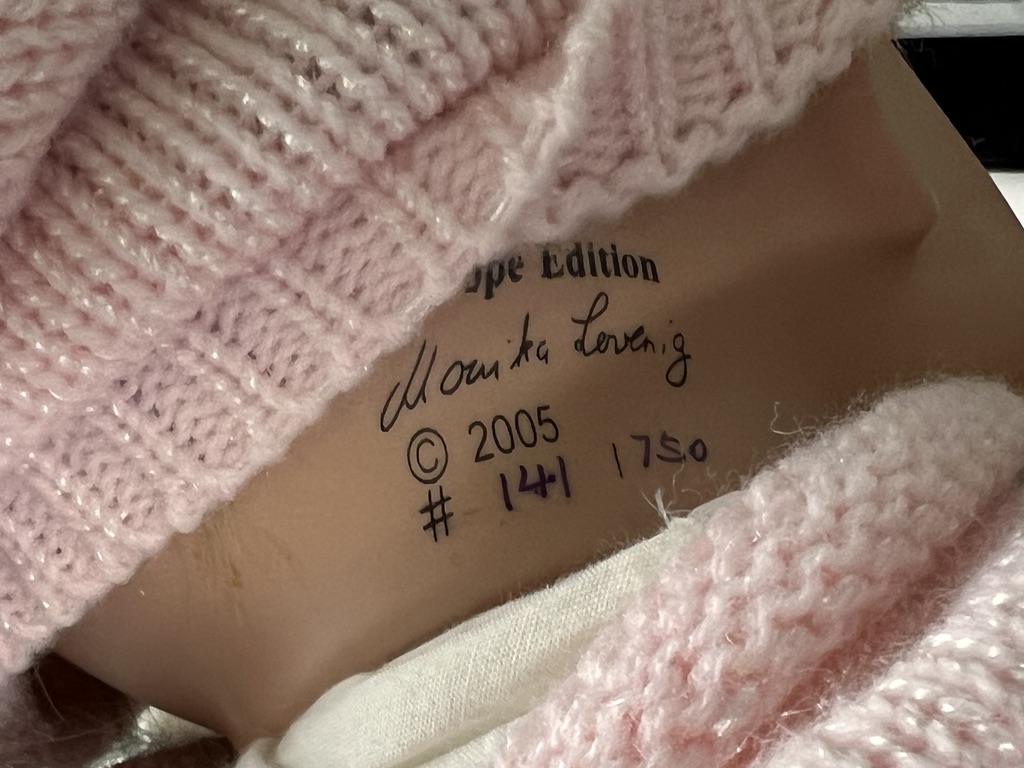 Edition
Monika Levenig
© 2005
# 141 1750